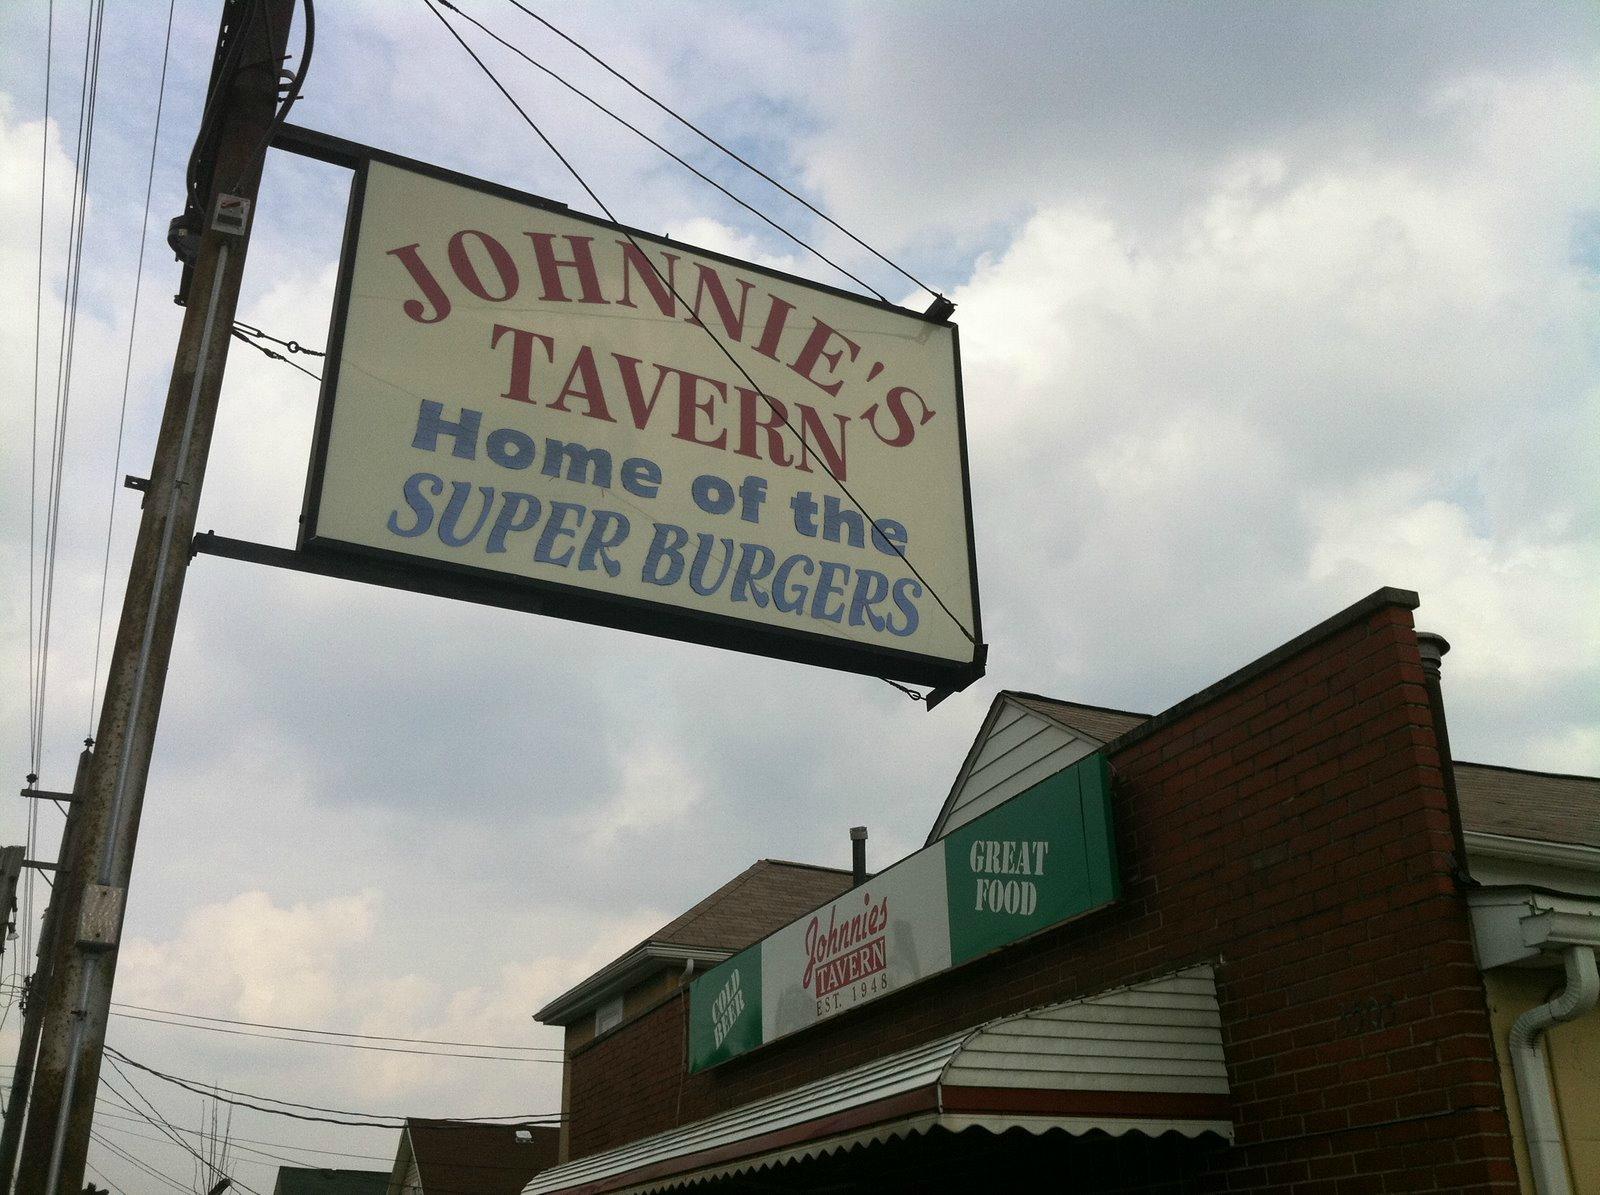 JOHNNIE'S
TAVERN
Home of the
SUPER BURGERS
COLD
BEER
Johnnies
TAVERN
EST. 1948
GREAT
FOOD